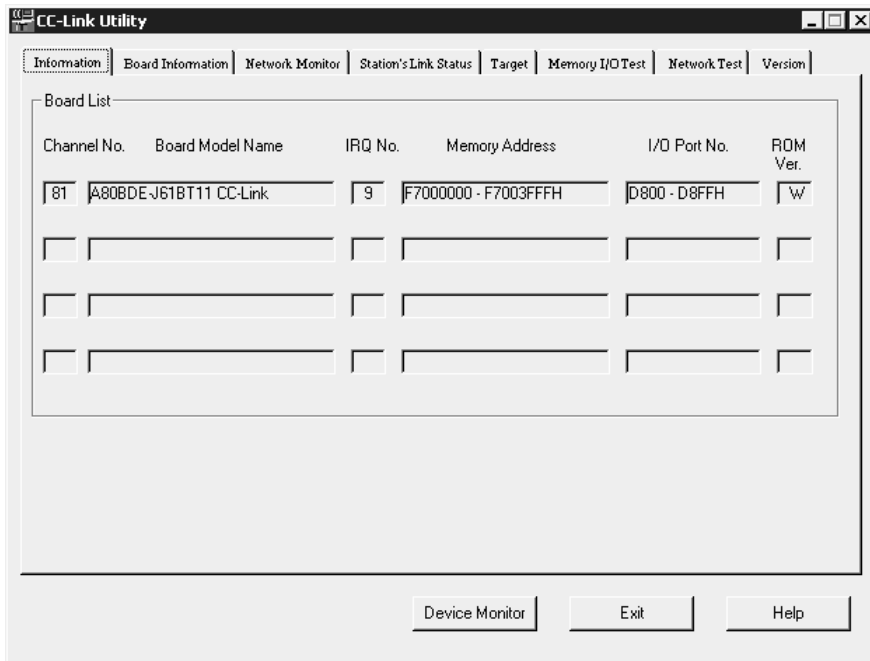 CC-Link Utility
Information Board Information Network Monitor Station's Link Status Target Memory I/O Test Network Test Version
Board List
Channel No. Board Model Name IRQ No. Memory Address I/O Port No. ROM Ver.
81 A80BDE-J61BT11 CC-Link 9 F7000000 - F7003FFFH D800 - D8FFH W
Device Monitor Exit Help